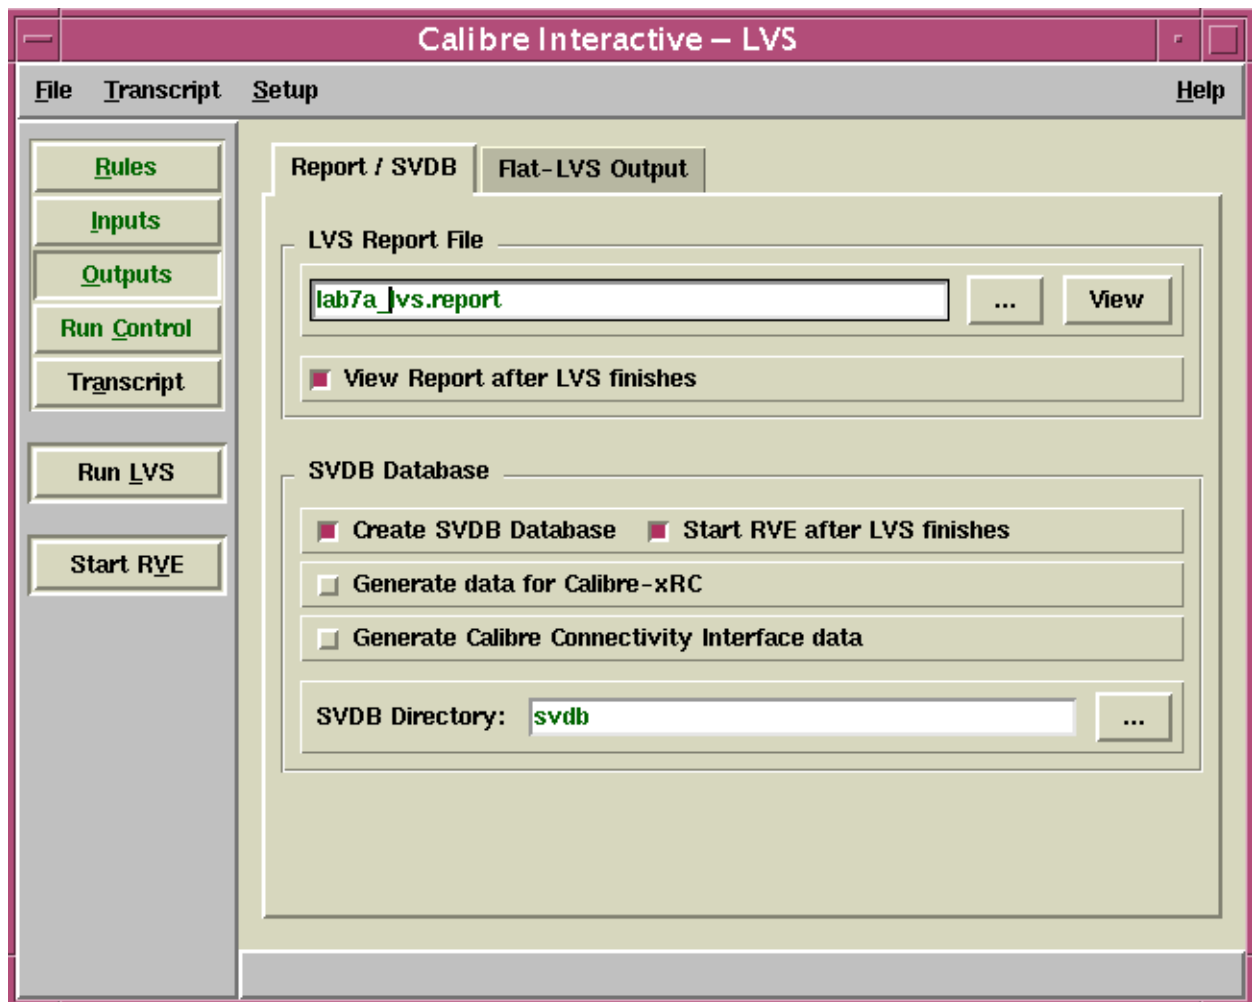 Calibre Interactive – LVS
File Transcript Setup Help
Rules
Inputs
Outputs
Run Control
Transcript
Run LVS
Start RVE
Report / SVDB Flat-LVS Output
LVS Report File
lab7a_lvs.report ... View
View Report after LVS finishes
SVDB Database
Create SVDB Database Start RVE after LVS finishes
Generate data for Calibre-xRC
Generate Calibre Connectivity Interface data
SVDB Directory: svdb ...